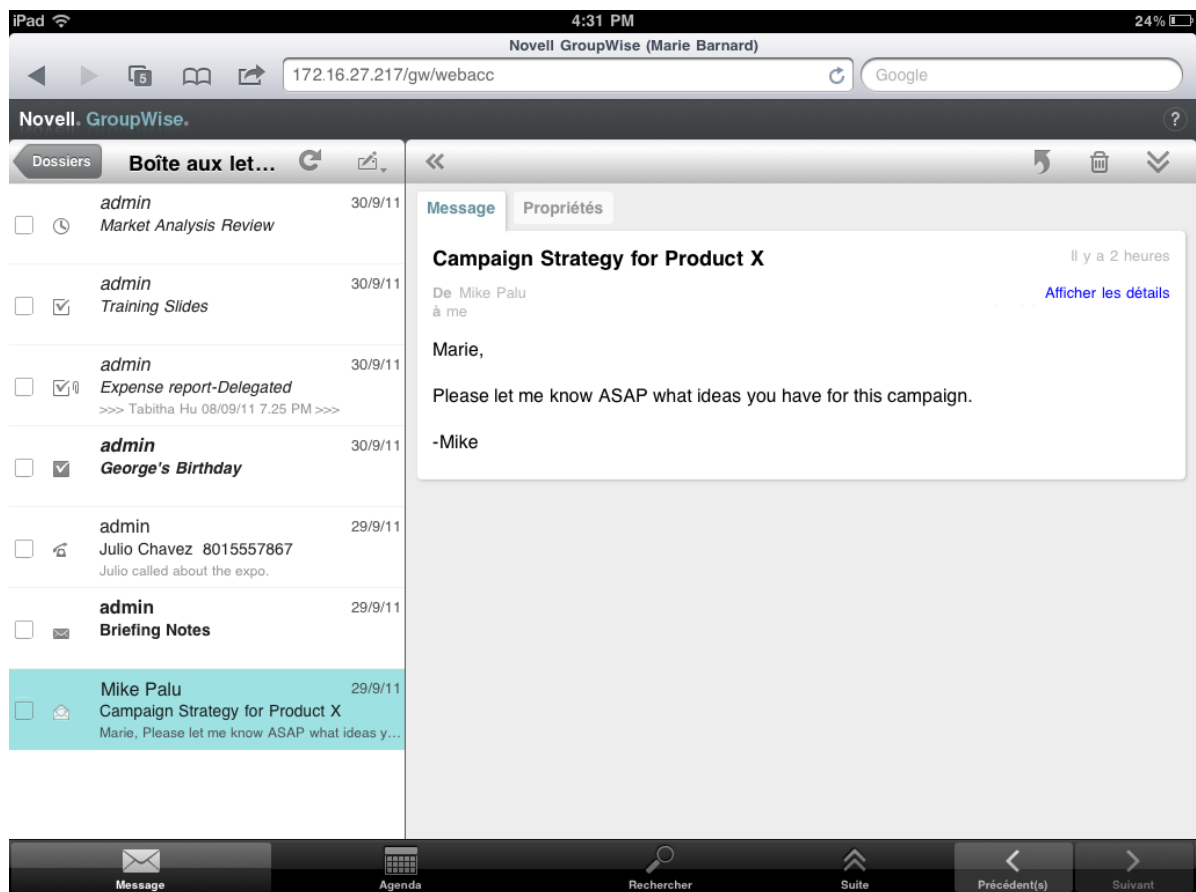 iPad 4:31 PM 24%
Novell GroupWise (Marie Barnard)
5 172.16.27.217/gw/webacc Google
Novell. GroupWise. ?
Dossiers Boîte aux let...
admin 30/9/11
Market Analysis Review
admin 30/9/11
Training Slides
admin 30/9/11
Expense report-Delegated
>>> Tabitha Hu 08/09/11 7.25 PM >>>
admin 30/9/11
George's Birthday
admin 29/9/11
Julio Chavez 8015557867
Julio called about the expo.
admin 29/9/11
Briefing Notes
Mike Palu 29/9/11
Campaign Strategy for Product X
Marie, Please let me know ASAP what ideas y...
Message Propriétés
Campaign Strategy for Product X Il y a 2 heures
De Mike Palu Afficher les détails
à me
Marie,
Please let me know ASAP what ideas you have for this campaign.
-Mike
Message Agenda Rechercher Suite Précédent(s) Suivant